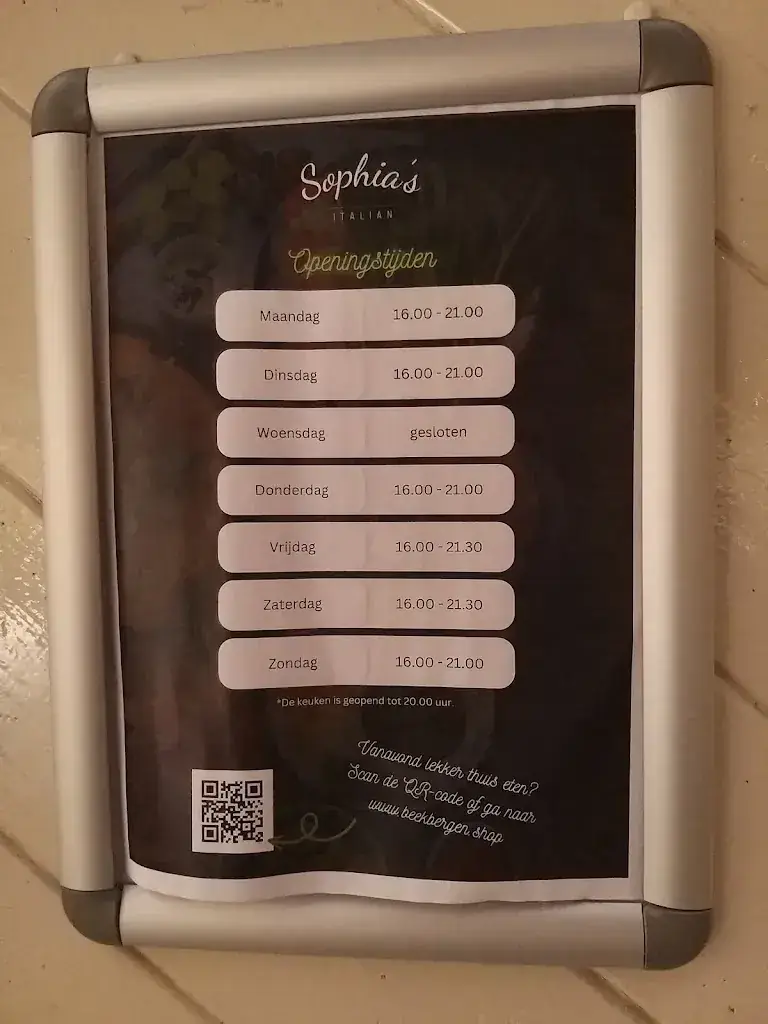 Sophia's
ITALIAN
Openingstijden
Maandag 16.00 - 21.00
Dinsdag 16.00 - 21.00
Woensdag gesloten
Donderdag 16.00 - 21.00
Vrijdag 16.00 - 21.30
Zaterdag 16.00 - 21.30
Zondag 16.00 - 21.00
*De keuken is geopend tot 20.00 uur.
Vanavond lekker thuis eten?
Scan de QR-code of ga naar
www.beekbergen.shop